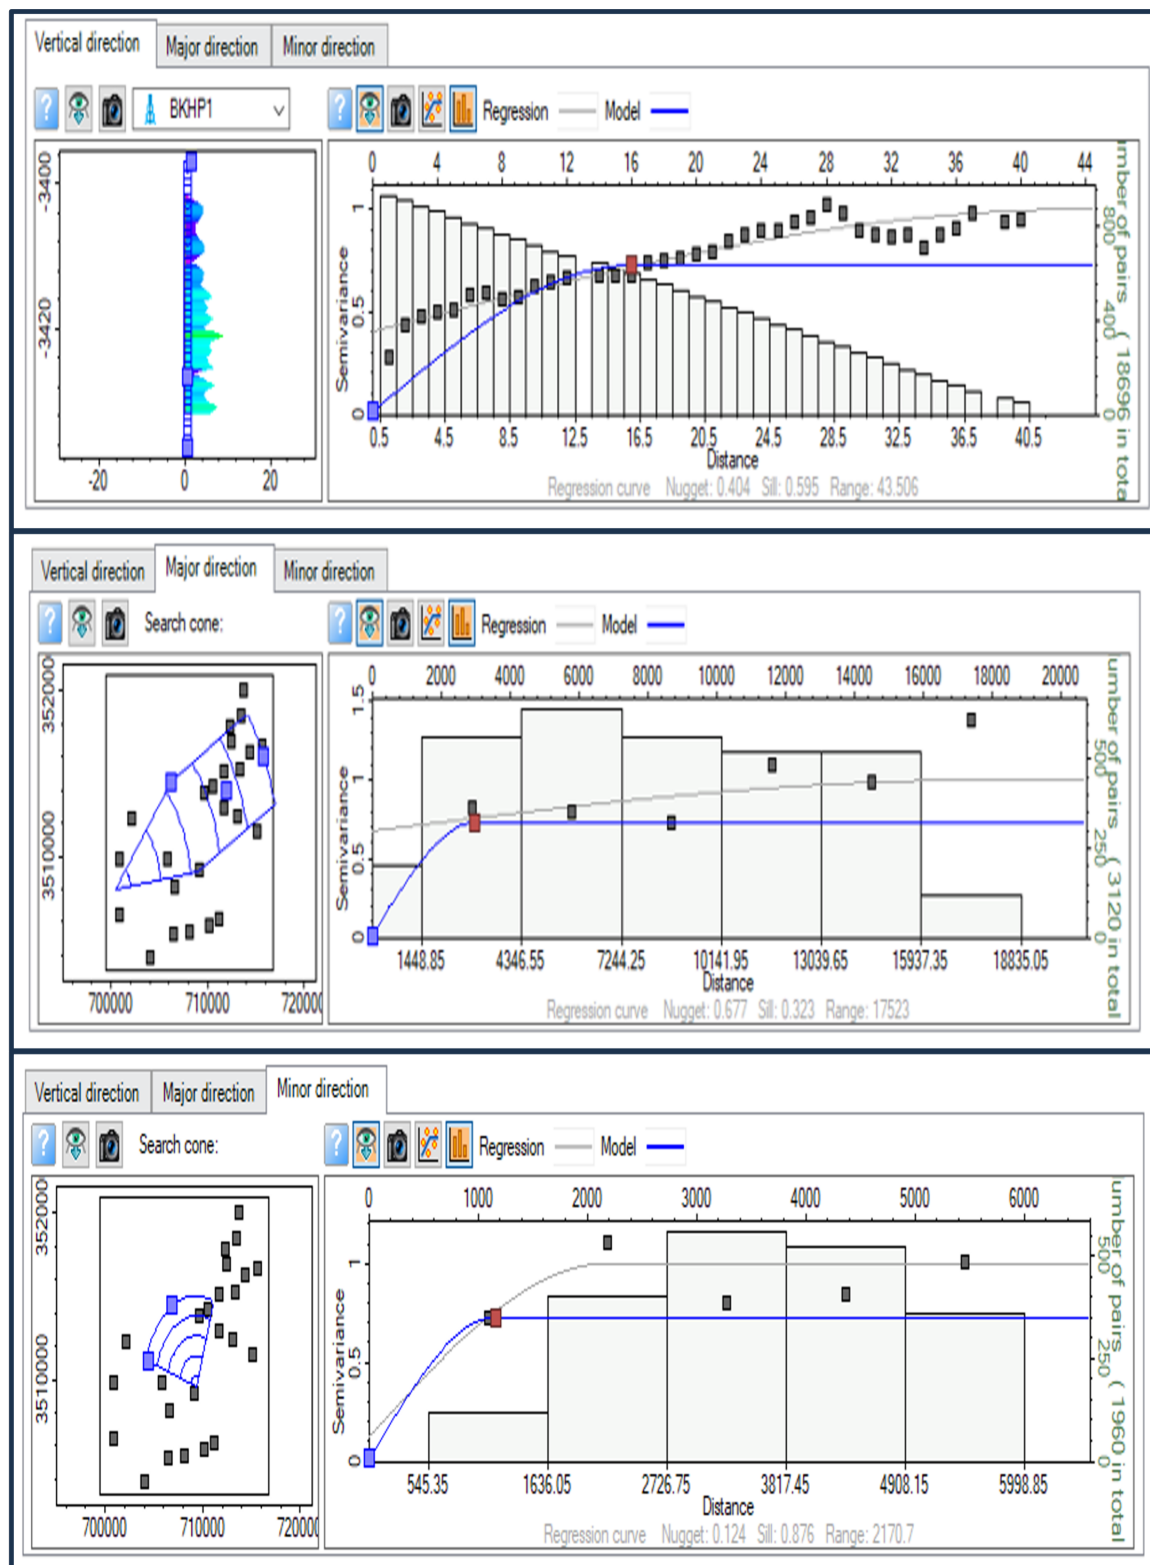 Vertical direction Major direction Minor direction
? BKHP1 ? Regression Model
0 4 8 12 16 20 24 28 32 36 40 44
-3400
-3420
-20 0 20
Semivariance
1
0.5
0
800
400
0
umber of pairs ( 18696 in tota
0.5 4.5 8.5 12.5 16.5 20.5 24.5 28.5 32.5 36.5 40.5
Distance
Regression curve Nugget: 0.404 Sill: 0.595 Range: 43.506
Vertical direction Major direction Minor direction
? Search cone: ? Regression Model
0 2000 4000 6000 8000 10000 12000 14000 16000 18000 20000
352000
3510000
700000 710000 720000
Semivariance
1.5
1
0.5
0
500
250
0
lumber of pairs ( 3120 in total
1448.85 4346.55 7244.25 10141.95 13039.65 15937.35 18835.05
Distance
Regression curve Nugget: 0.677 Sill: 0.323 Range: 17523
Vertical direction Major direction Minor direction
? Search cone: ? Regression Model
0 1000 2000 3000 4000 5000 6000
352000
3510000
700000 710000 720000
Semivariance
1
0.5
0
500
250
0
lumber of pairs ( 1960 in total
545.35 1636.05 2726.75 3817.45 4908.15 5998.85
Distance
Regression curve Nugget: 0.124 Sill: 0.876 Range: 2170.7